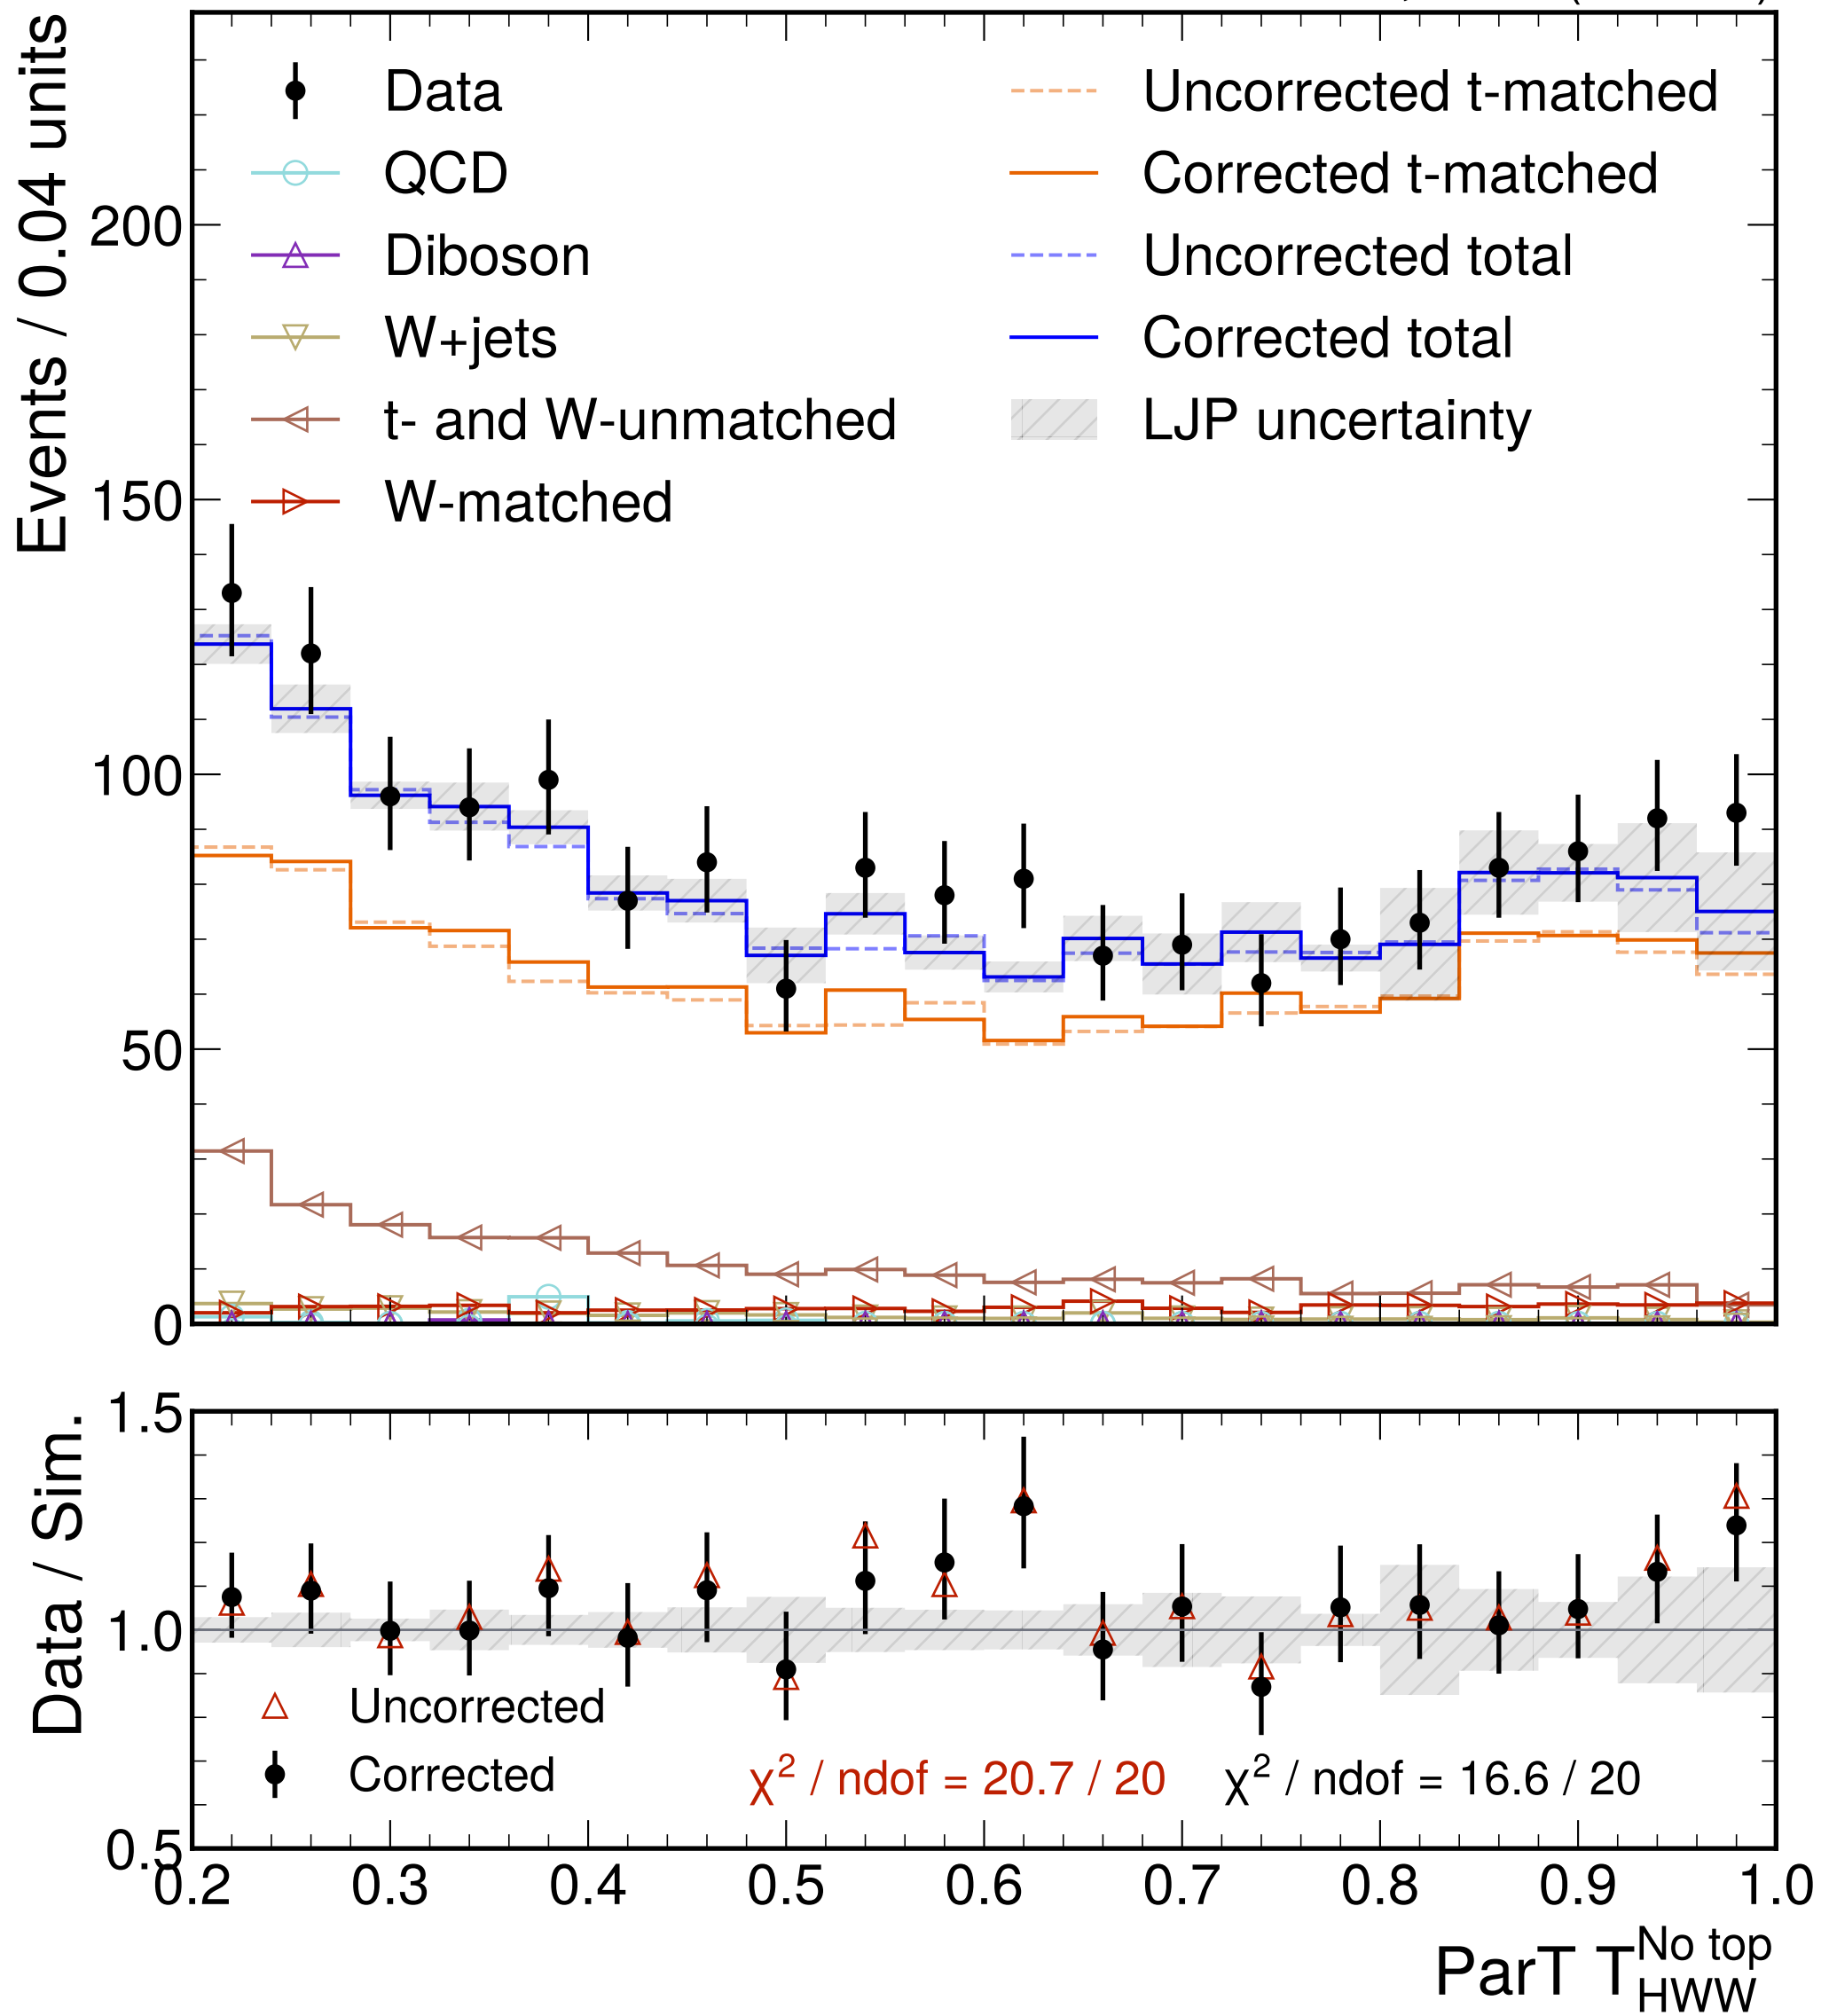 Events / 0.04 units
Data
QCD
Diboson
W+jets
t- and W-unmatched
W-matched
Uncorrected t-matched
Corrected t-matched
Uncorrected total
Corrected total
LJP uncertainty
200
150
100
50
0
Data / Sim.
1.5
1.0
0.5
Uncorrected
Corrected
χ² / ndof = 20.7 / 20
χ² / ndof = 16.6 / 20
0.2 0.3 0.4 0.5 0.6 0.7 0.8 0.9 1.0
ParT T^{No top}_{HWW}